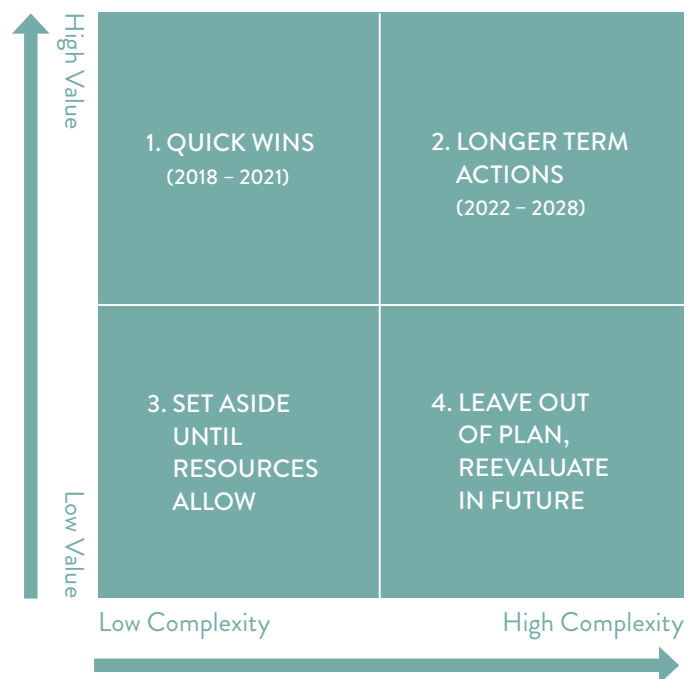 High Value
1. QUICK WINS
(2018 – 2021)
2. LONGER TERM
ACTIONS
(2022 – 2028)
3. SET ASIDE
UNTIL
RESOURCES
ALLOW
4. LEAVE OUT
OF PLAN,
REEVALUATE
IN FUTURE
Low Value
Low Complexity
High Complexity